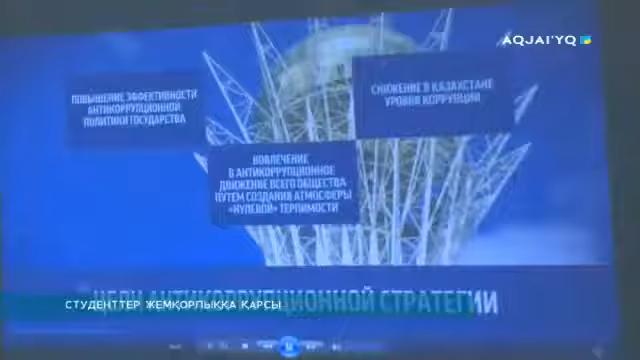 AQJAI'YQ
ПОВЫШЕНИЕ ЭФФЕКТИВНОСТИ
АНТИКОРРУПЦИОННОЙ
ПОЛИТИКИ ГОСУДАРСТВА
СНИЖЕНИЕ В КАЗАХСТАНЕ
УРОВНЯ КОРРУПЦИИ
ВОВЛЕЧЕНИЕ
В АНТИКОРРУПЦИОННОЕ
ДВИЖЕНИЕ ВСЕГО ОБЩЕСТВА
ПУТЕМ СОЗДАНИЯ АТМОСФЕРЫ
«НУЛЕВОЙ» ТЕРПИМОСТИ
ЦЕЛИ АНТИКОРРУПЦИОННОЙ СТРАТЕГИИ
СТУДЕНТТЕР ЖЕМҚОРЛЫҚҚА ҚАРСЫ